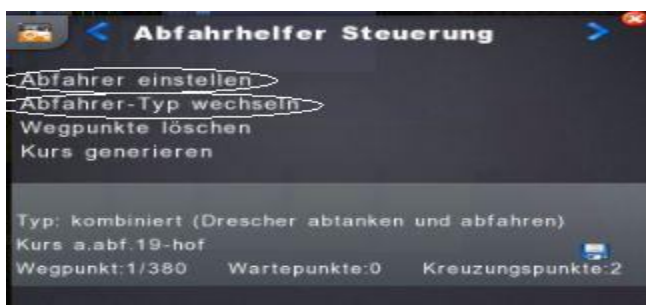 Abfahrhelfer Steuerung
Abfahrer einstellen
Abfahrer-Typ wechseln
Wegpunkte löschen
Kurs generieren
Typ: kombiniert (Drescher abtanken und abfahren)
Kurs a.abf.19-hof
Wegpunkt:1/380 Wartepunkte:0 Kreuzungspunkte:2